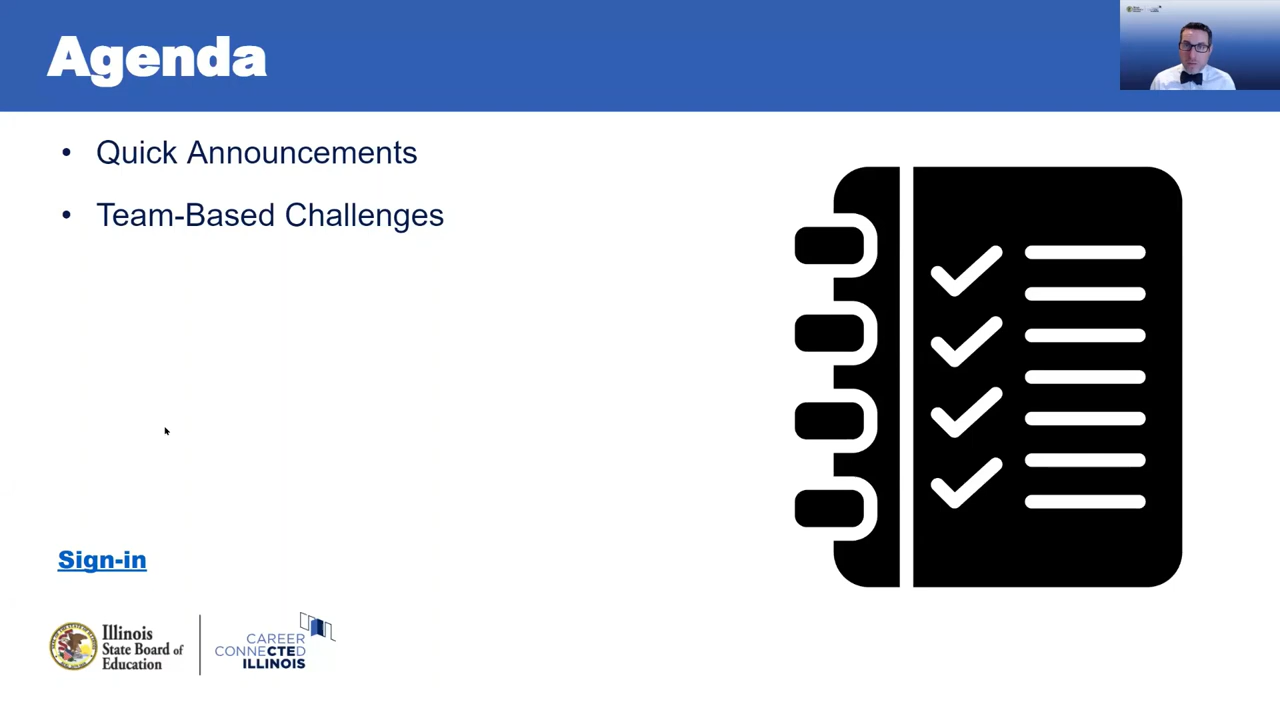 Agenda
• Quick Announcements
• Team-Based Challenges
Sign-in
Illinois
State Board of
Education
CAREER
CONNECTED
ILLINOIS